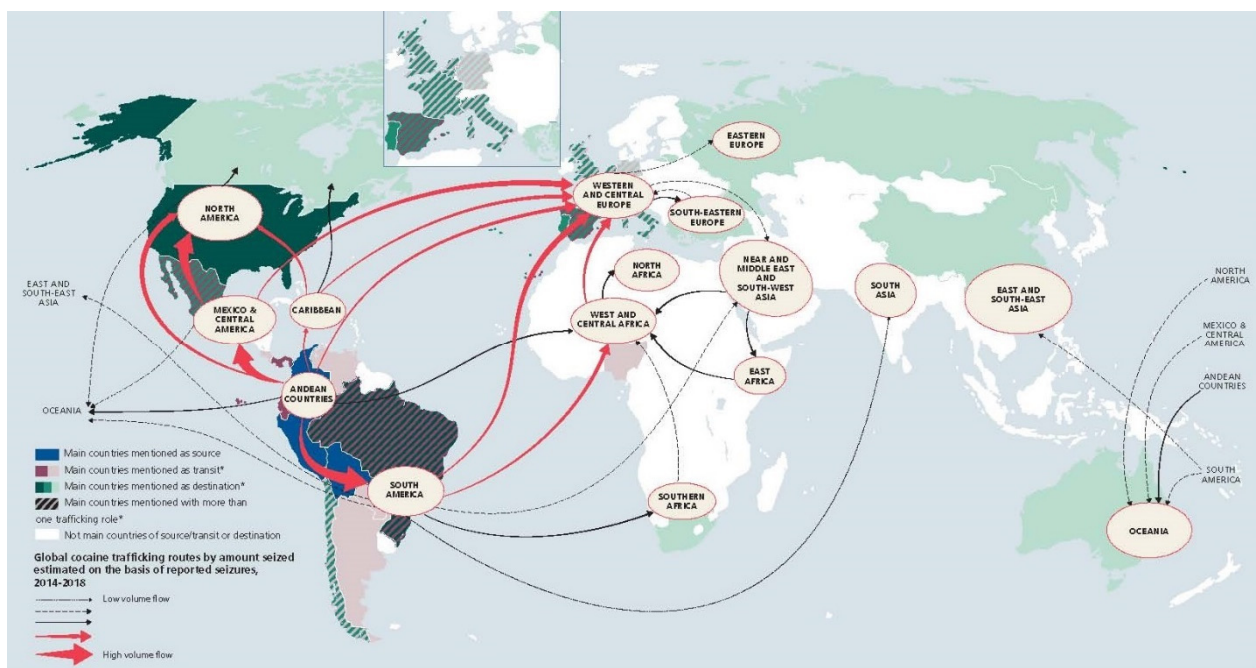 EASTERN
EUROPE
WESTERN
AND CENTRAL
EUROPE
NORTH
AMERICA
SOUTH-EASTERN
EUROPE
NORTH
AFRICA
NEAR AND
MIDDLE EAST
AND
SOUTH-WEST
ASIA
SOUTH
ASIA
EAST AND
SOUTH-EAST
ASIA
NORTH
AMERICA
EAST AND
SOUTH-EAST
ASIA
MEXICO &
CENTRAL
AMERICA
CARIBBEAN
WEST AND
CENTRAL AFRICA
MEXICO &
CENTRAL
AMERICA
EAST
AFRICA
ANDEAN
COUNTRIES
ANDEAN
COUNTRIES
OCEANIA
SOUTH
AMERICA
SOUTHERN
AFRICA
SOUTH
AMERICA
OCEANIA
Main countries mentioned as source
Main countries mentioned as transit*
Main countries mentioned as destination*
Main countries mentioned with more than
one trafficking role*
Not main countries of source/transit or destination
Global cocaine trafficking routes by amount seized
estimated on the basis of reported seizures,
2014-2018
Low volume flow
High volume flow